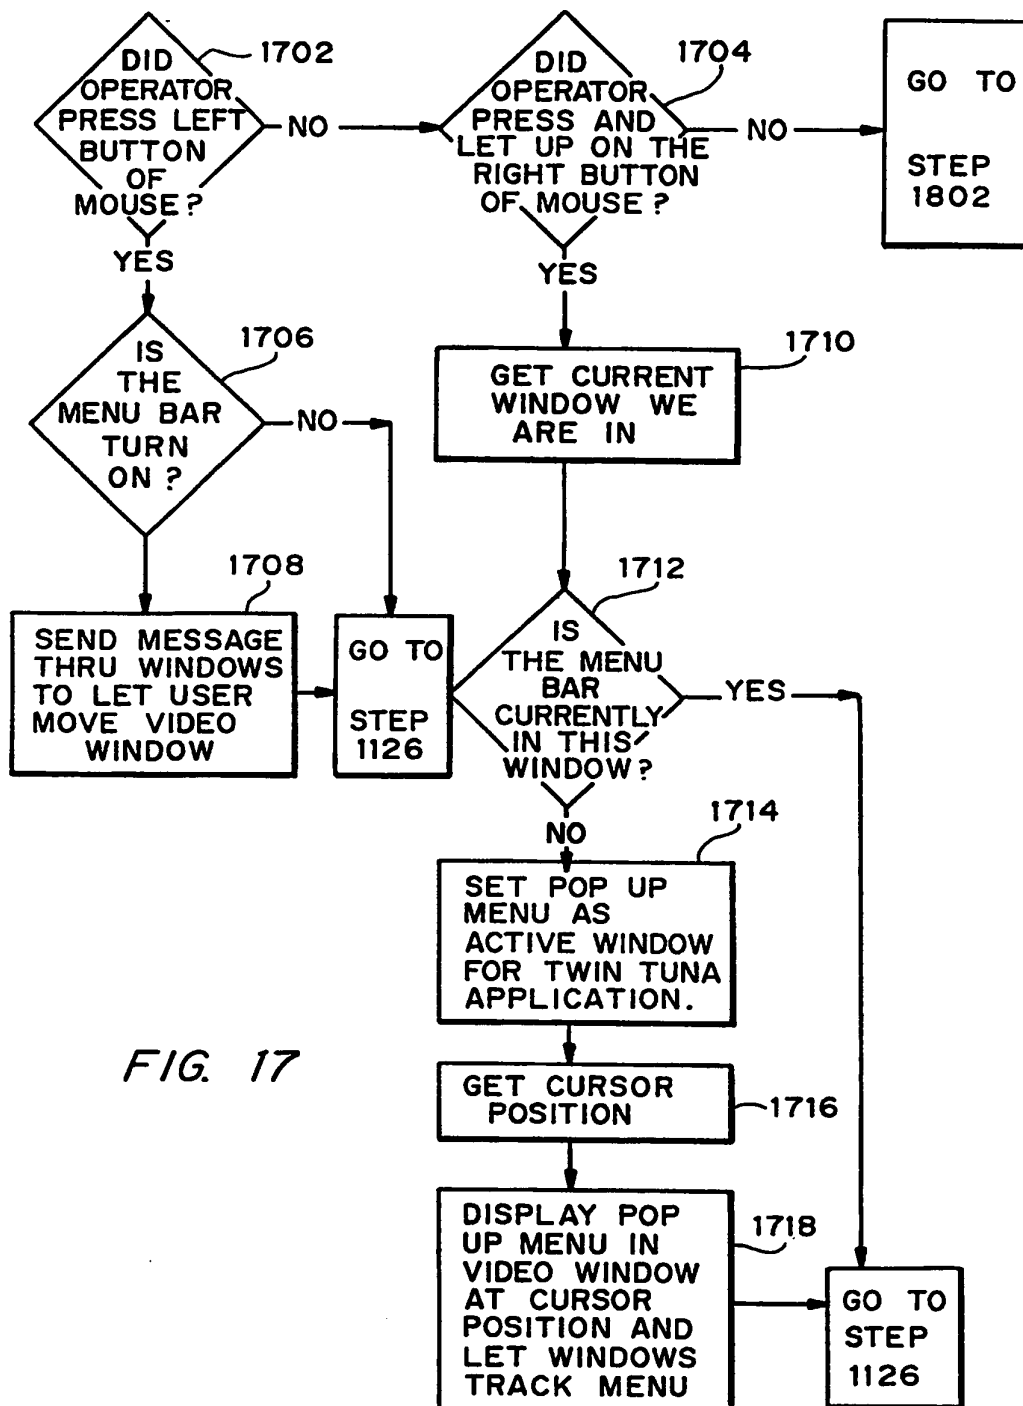 DID
OPERATOR
PRESS LEFT
BUTTON
OF
MOUSE?
1702
NO
DID
OPERATOR
PRESS AND
LET UP ON THE
RIGHT BUTTON
OF MOUSE?
1704
NO
GO TO
STEP
1802
YES
YES
IS
THE
MENU BAR
TURN
ON?
1706
NO
GET CURRENT
WINDOW WE
ARE IN
1710
SEND MESSAGE
THRU WINDOWS
TO LET USER
MOVE VIDEO
WINDOW
1708
GO TO
STEP
1126
IS
THE MENU
BAR
CURRENTLY
IN THIS
WINDOW?
1712
YES
NO
SET POP UP
MENU AS
ACTIVE WINDOW
FOR TWIN TUNA
APPLICATION.
1714
GET CURSOR
POSITION
1716
DISPLAY POP
UP MENU IN
VIDEO WINDOW
AT CURSOR
POSITION AND
LET WINDOWS
TRACK MENU
1718
GO TO
STEP
1126
FIG. 17